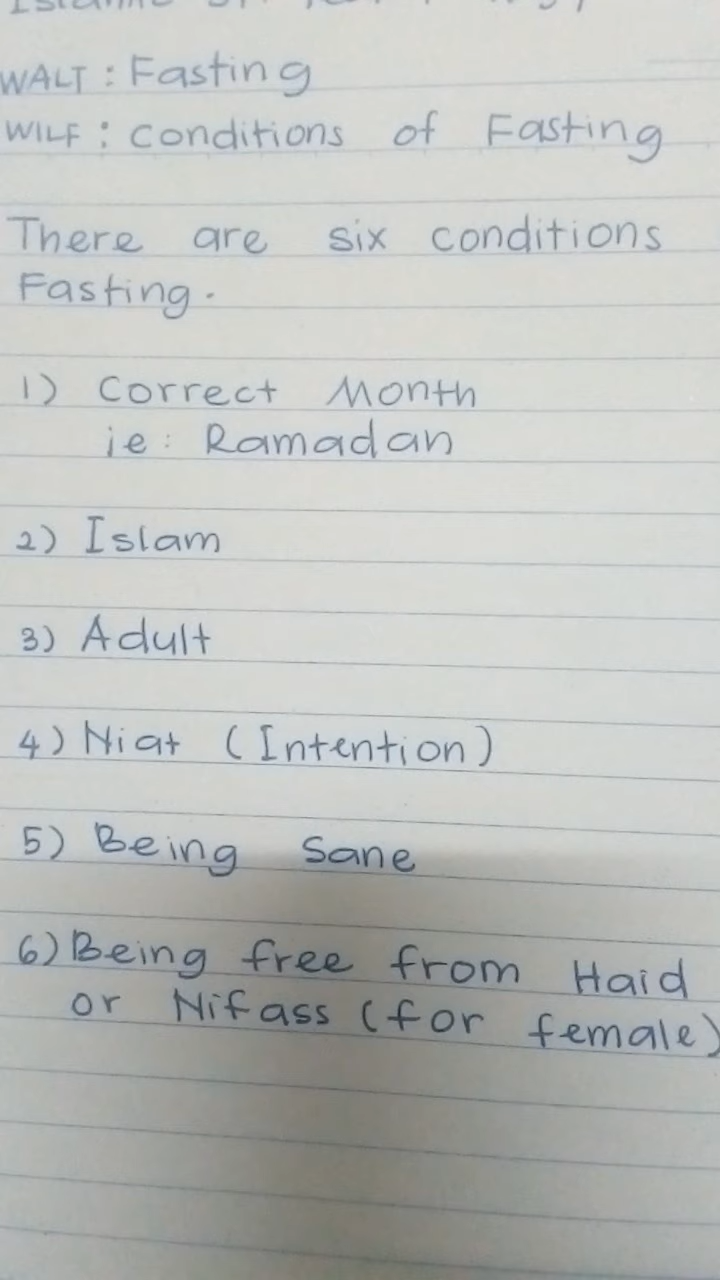 WALT : Fasting
WILF : conditions of Fasting
There are six conditions
Fasting.
1) Correct Month
ie : Ramadan
2) Islam
3) Adult
4) Niat (Intention)
5) Being Sane
6) Being free from Haid
or Nifass (for female)